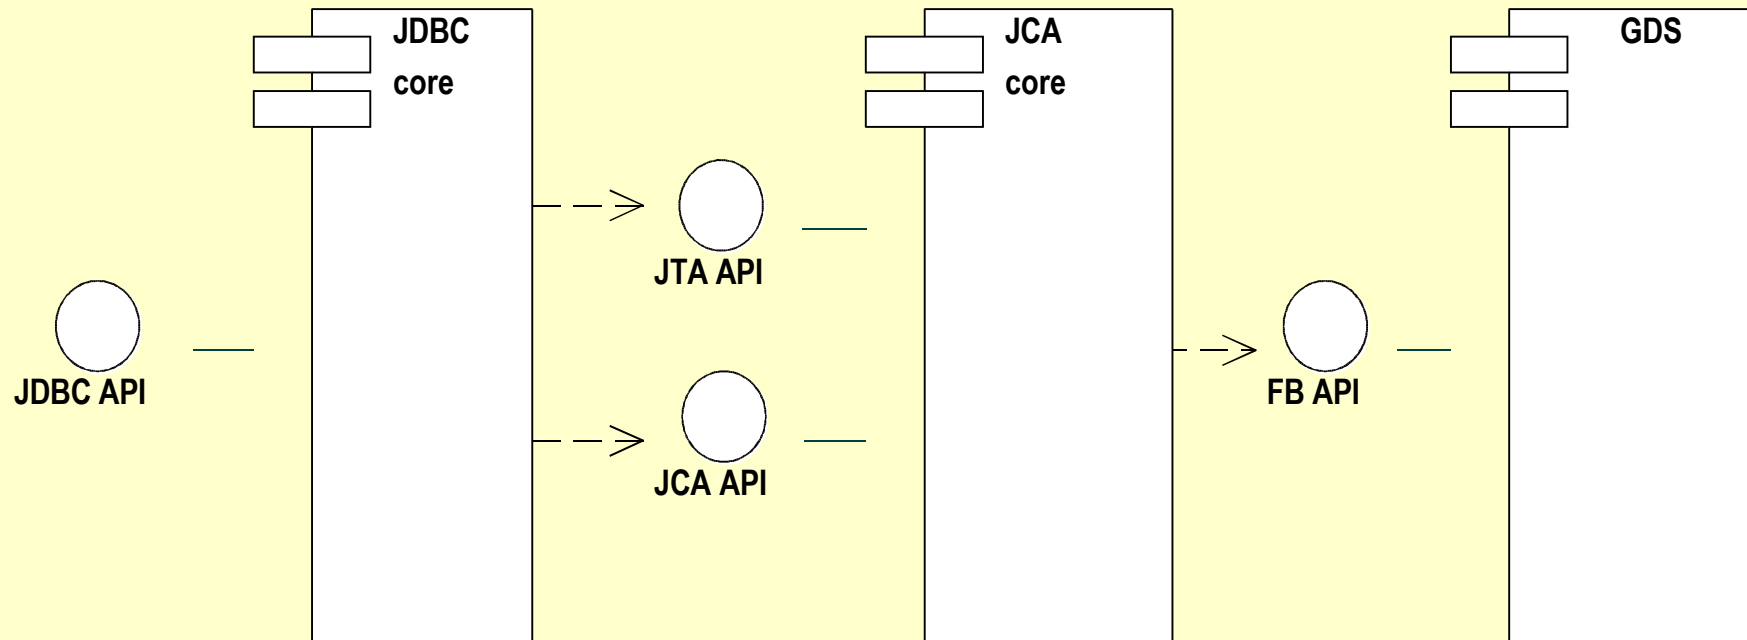 JDBC
core
JCA
core
GDS
JTA API
JDBC API
FB API
JCA API